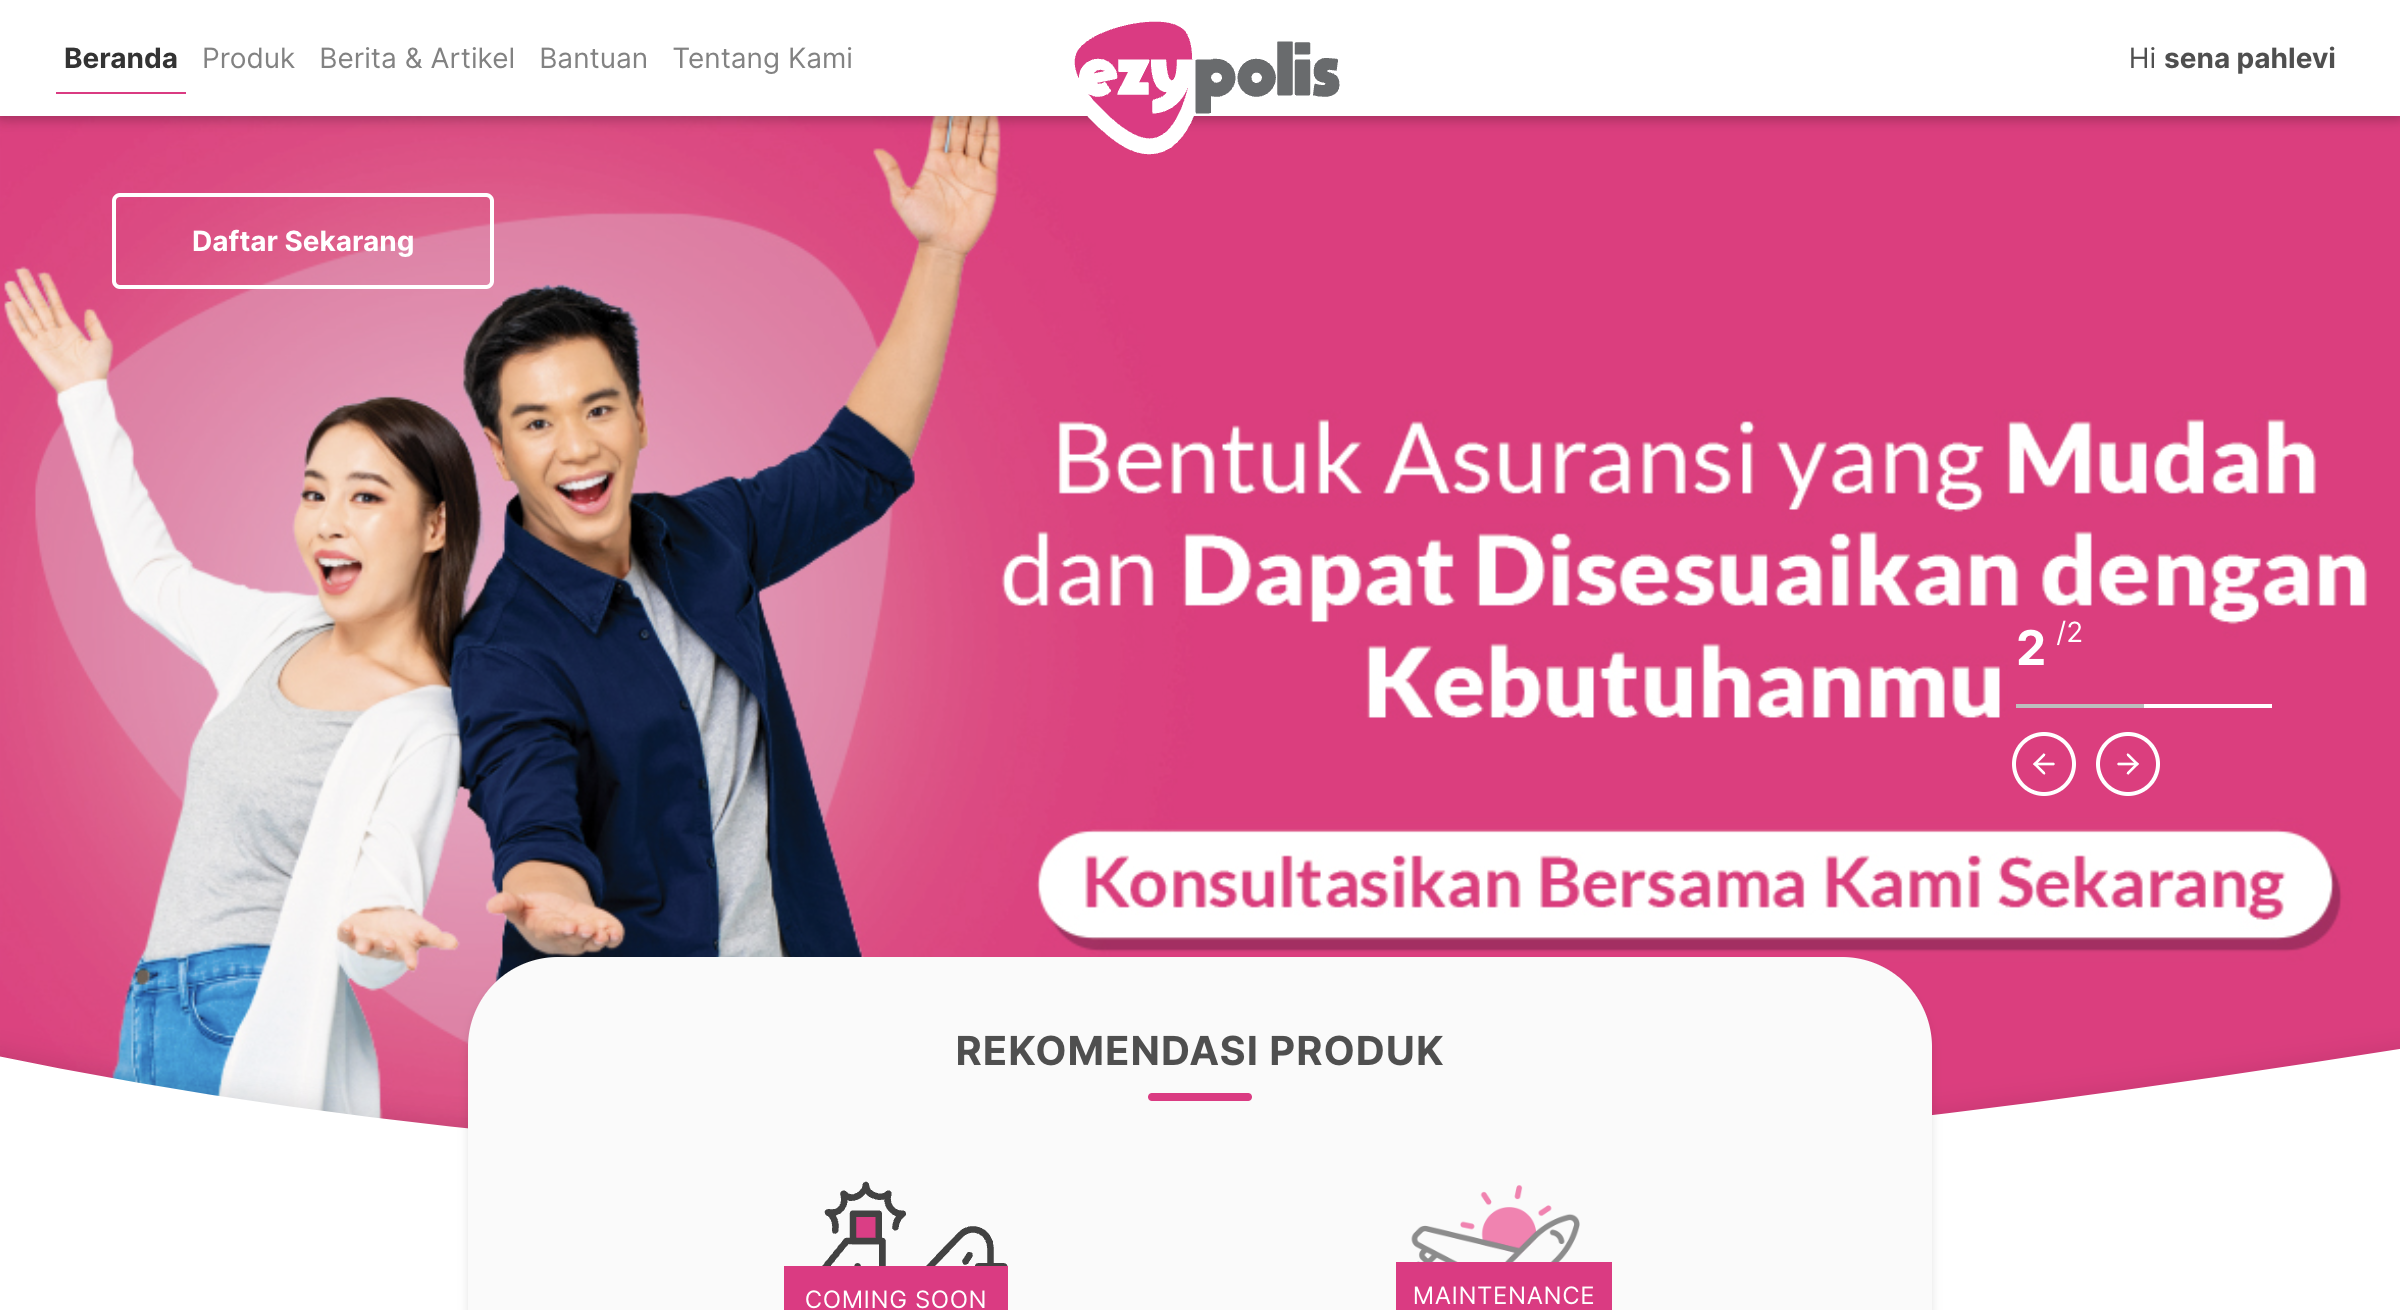 Beranda Produk Berita & Artikel Bantuan Tentang Kami
ezypolis
Hi sena pahlevi
Daftar Sekarang
Bentuk Asuransi yang Mudah
dan Dapat Disesuaikan dengan
Kebutuhanmu
2 /2
Konsultasikan Bersama Kami Sekarang
REKOMENDASI PRODUK
COMING SOON
MAINTENANCE